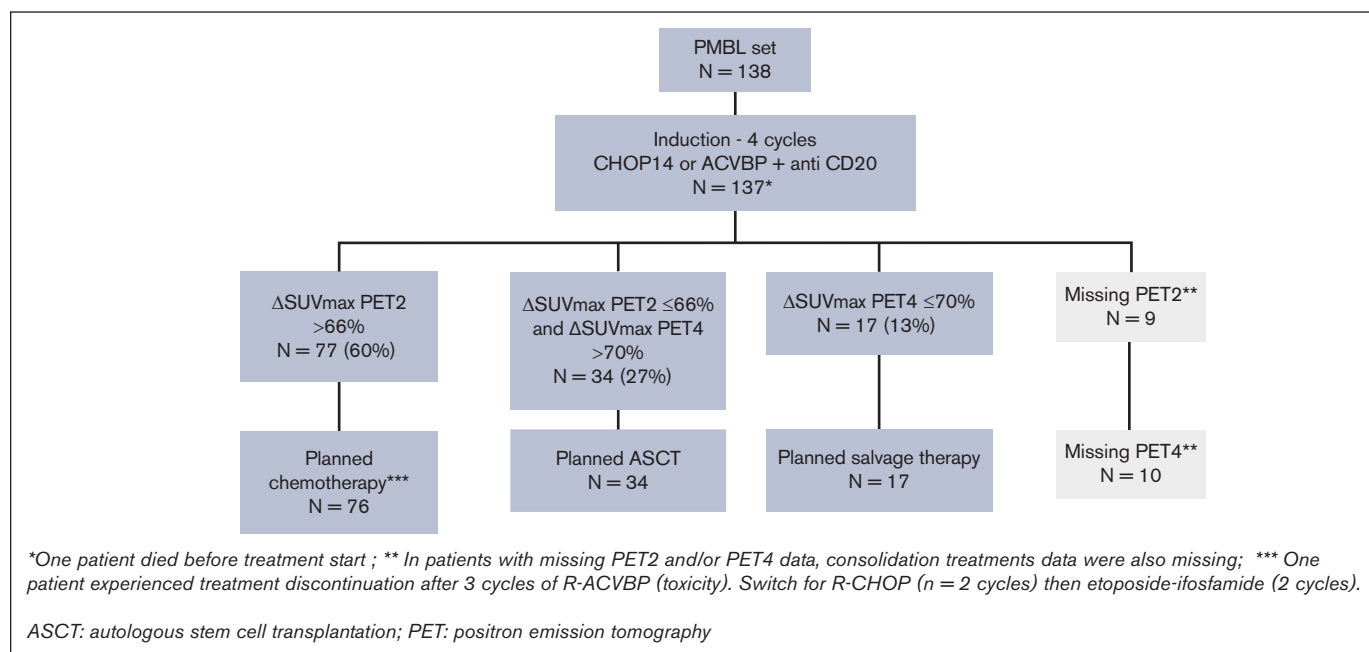 PMBL set
N = 138
Induction - 4 cycles
CHOP14 or ACVBP + anti CD20
N = 137*
ΔSUVmax PET2
>66%
N = 77 (60%)
ΔSUVmax PET2 ≤66%
and ΔSUVmax PET4
>70%
N = 34 (27%)
ΔSUVmax PET4 ≤70%
N = 17 (13%)
Missing PET2**
N = 9
Planned
chemotherapy***
N = 76
Planned ASCT
N = 34
Planned salvage therapy
N = 17
Missing PET4**
N = 10
*One patient died before treatment start ; ** In patients with missing PET2 and/or PET4 data, consolidation treatments data were also missing; *** One
patient experienced treatment discontinuation after 3 cycles of R-ACVBP (toxicity). Switch for R-CHOP (n = 2 cycles) then etoposide-ifosfamide (2 cycles).
ASCT: autologous stem cell transplantation; PET: positron emission tomography